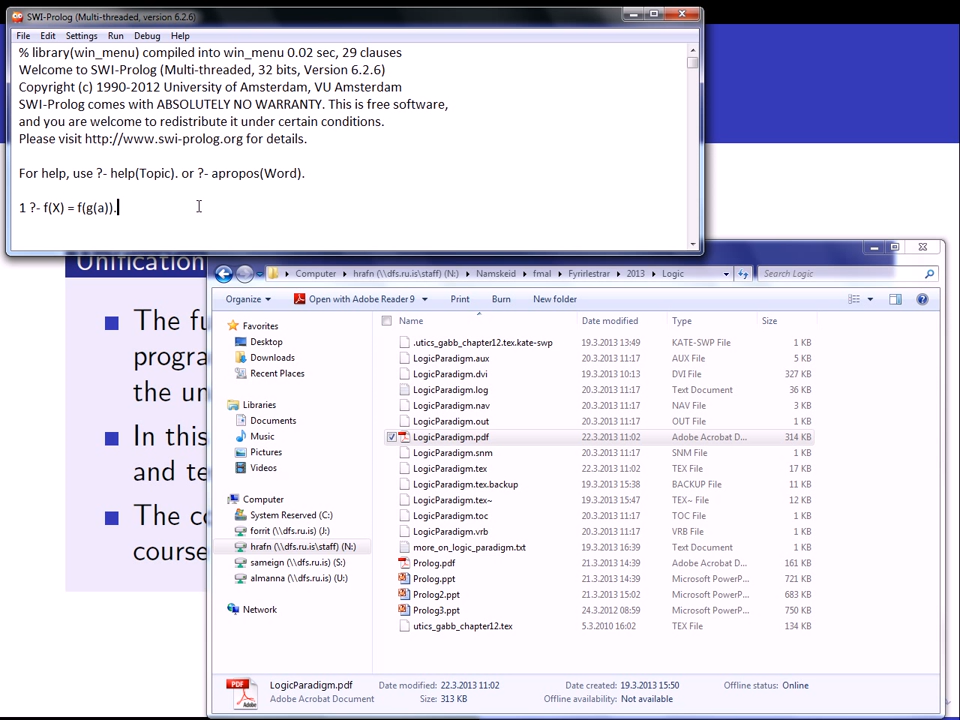 SWI-Prolog (Multi-threaded, version 6.2.6)
File Edit Settings Run Debug Help
% library(win_menu) compiled into win_menu 0.02 sec, 29 clauses
Welcome to SWI-Prolog (Multi-threaded, 32 bits, Version 6.2.6)
Copyright (c) 1990-2012 University of Amsterdam, VU Amsterdam
SWI-Prolog comes with ABSOLUTELY NO WARRANTY. This is free software,
and you are welcome to redistribute it under certain conditions.
Please visit http://www.swi-prolog.org for details.
For help, use ?- help(Topic). or ?- apropos(Word).
1 ?- f(X) = f(g(a)).
Unification
The fu
progra
the un
In this
and te
The co
course
Computer hrafn (\\dfs.ru.is\staff) (N:) Namskeid fmal Fyrirlestrar 2013 Logic Search Logic
Organize Open with Adobe Reader 9 Print Burn New folder
Favorites
Desktop
Downloads
Recent Places
Libraries
Documents
Music
Pictures
Videos
Computer
System Reserved (C:)
forrit (\\dfs.ru.is) (J:)
hrafn (\\dfs.ru.is\staff) (N:)
sameign (\\dfs.ru.is) (S:)
almanna (\\dfs.ru.is) (U:)
Network
Name Date modified Type Size
.utics_gabb_chapter12.tex.kate-swp 19.3.2013 13:49 KATE-SWP File 1 KB
LogicParadigm.aux 20.3.2013 11:17 AUX File 5 KB
LogicParadigm.dvi 19.3.2013 10:13 DVI File 327 KB
LogicParadigm.log 20.3.2013 11:17 Text Document 36 KB
LogicParadigm.nav 20.3.2013 11:17 NAV File 3 KB
LogicParadigm.out 20.3.2013 11:17 OUT File 2 KB
LogicParadigm.pdf 22.3.2013 11:02 Adobe Acrobat D... 314 KB
LogicParadigm.snm 20.3.2013 11:17 SNM File 1 KB
LogicParadigm.tex 22.3.2013 11:02 TEX File 17 KB
LogicParadigm.tex.backup 19.3.2013 15:38 BACKUP File 11 KB
LogicParadigm.tex~ 19.3.2013 15:47 TEX~ File 12 KB
LogicParadigm.toc 20.3.2013 11:17 TOC File 1 KB
LogicParadigm.vrb 20.3.2013 11:17 VRB File 1 KB
more_on_logic_paradigm.txt 19.3.2013 16:39 Text Document 1 KB
Prolog.pdf 21.3.2013 14:39 Adobe Acrobat D... 161 KB
Prolog.ppt 21.3.2013 14:39 Microsoft PowerP... 721 KB
Prolog2.ppt 21.3.2013 15:02 Microsoft PowerP... 683 KB
Prolog3.ppt 24.3.2012 08:59 Microsoft PowerP... 750 KB
utics_gabb_chapter12.tex 5.3.2010 16:02 TEX File 134 KB
LogicParadigm.pdf Date modified: 22.3.2013 11:02 Date created: 19.3.2013 15:50 Offline status: Online
Adobe Acrobat Document Size: 313 KB Offline availability: Not available